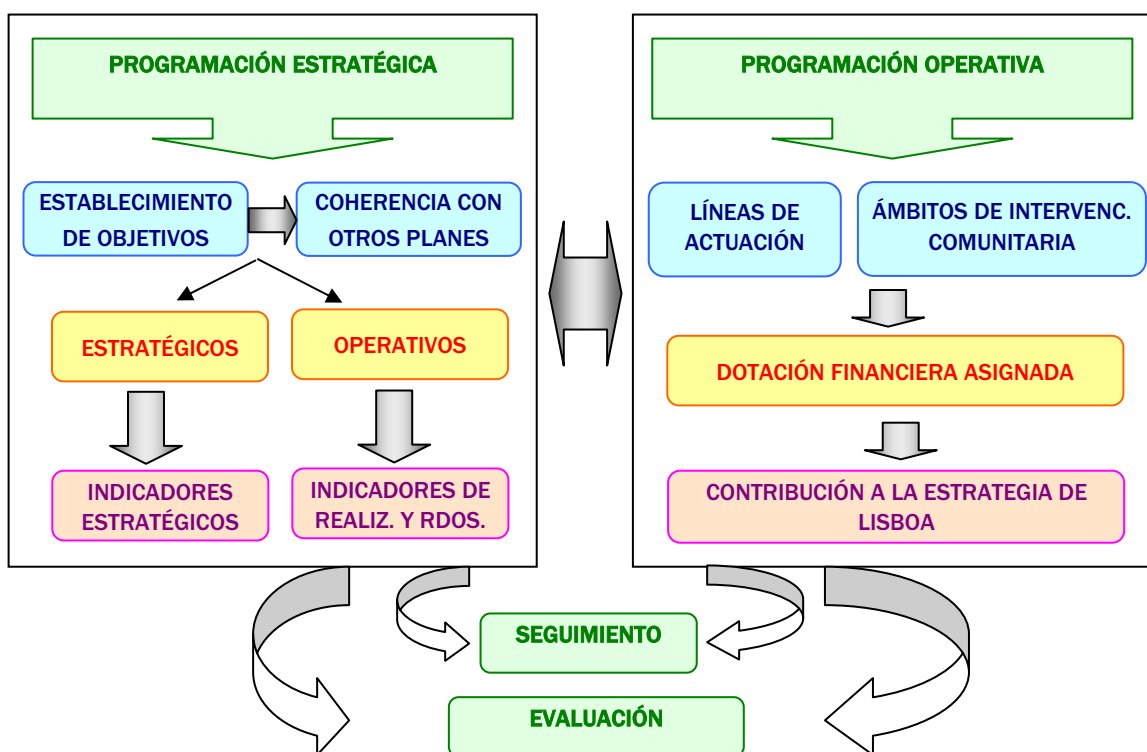 PROGRAMACIÓN ESTRATÉGICA
ESTABLECIMIENTO
DE OBJETIVOS
COHERENCIA CON
OTROS PLANES
ESTRATÉGICOS
OPERATIVOS
INDICADORES
ESTRATÉGICOS
INDICADORES DE
REALIZ. Y RDOS.
PROGRAMACIÓN OPERATIVA
LÍNEAS DE
ACTUACIÓN
ÁMBITOS DE INTERVENC.
COMUNITARIA
DOTACIÓN FINANCIERA ASIGNADA
CONTRIBUCIÓN A LA ESTRATEGIA DE
LISBOA
SEGUIMIENTO
EVALUACIÓN